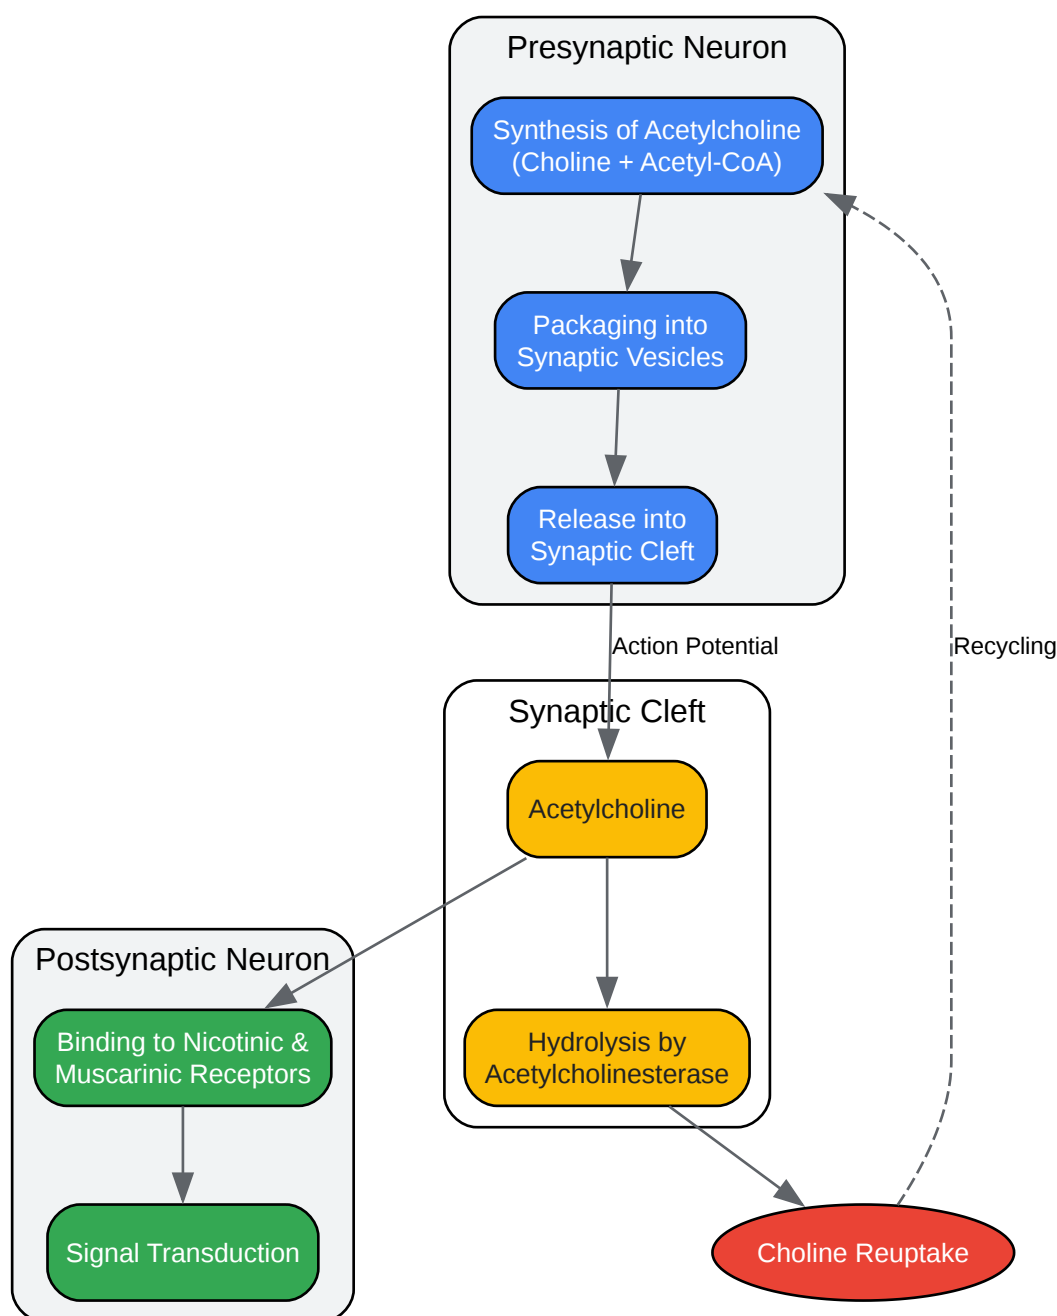 Presynaptic Neuron
Synthesis of Acetylcholine
(Choline + Acetyl-CoA)
Packaging into
Synaptic Vesicles
Release into
Synaptic Cleft
Action Potential
Recycling
Synaptic Cleft
Acetylcholine
Postsynaptic Neuron
Binding to Nicotinic &
Muscarinic Receptors
Hydrolysis by
Acetylcholinesterase
Signal Transduction
Choline Reuptake